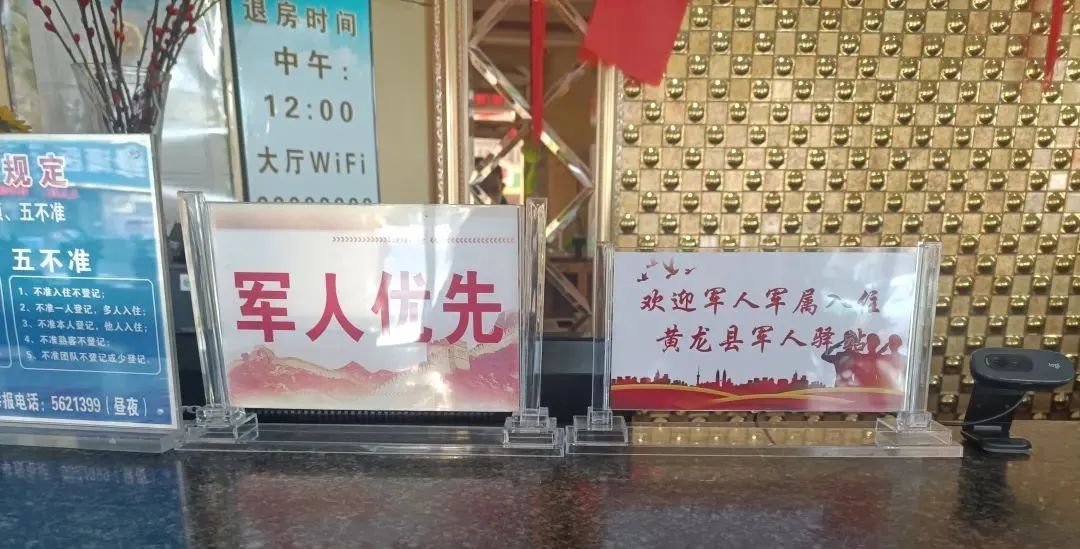 规定
、五不准
五不准
1、不准入住不登记;
2、不准一人登记，多人入住;
3、不准本人登记，他人入住;
4、不准熟客不登记;
5、不准团队不登记或少登记
报电话：5621399（昼夜）
退房时间
中午：
12:00
大厅WiFi
军人优先
欢迎军人军属入住
黄龙县军人驿站